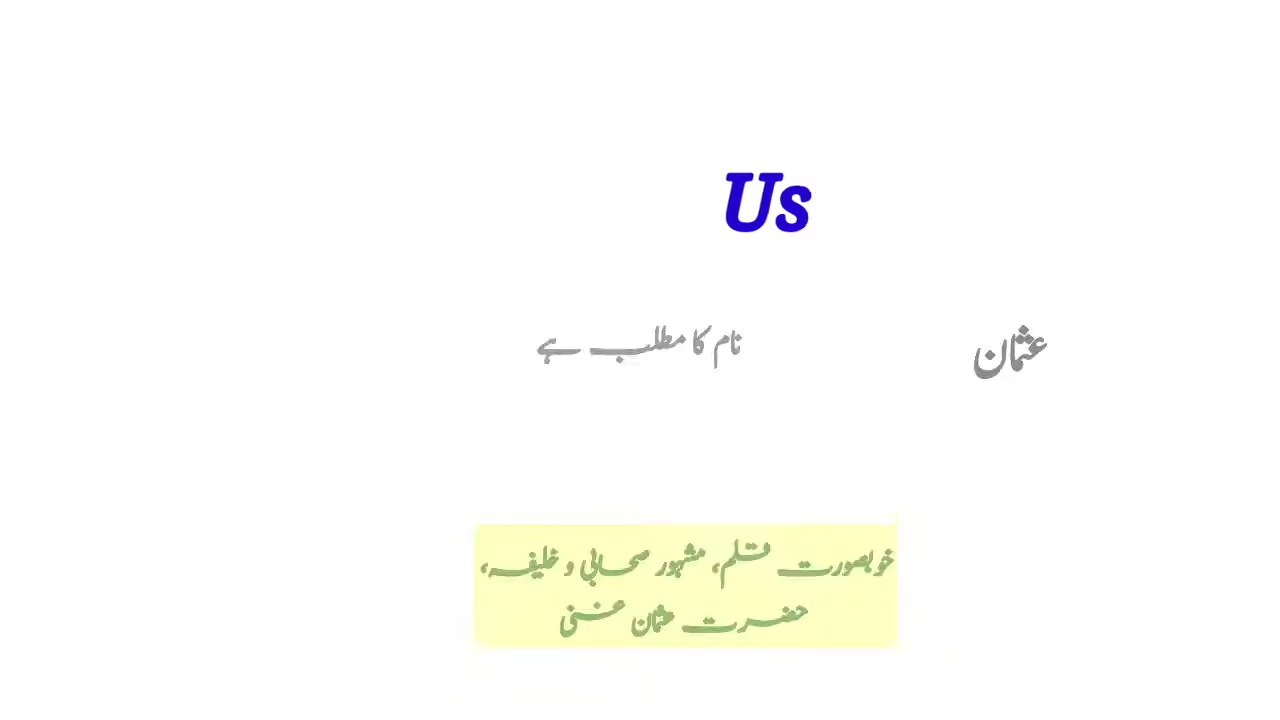 Us
عثمان نام کا مطلب ہے
خوبصورت قلم، مشہور صحابی و خلیفہ،
حضرت عثمان غنی